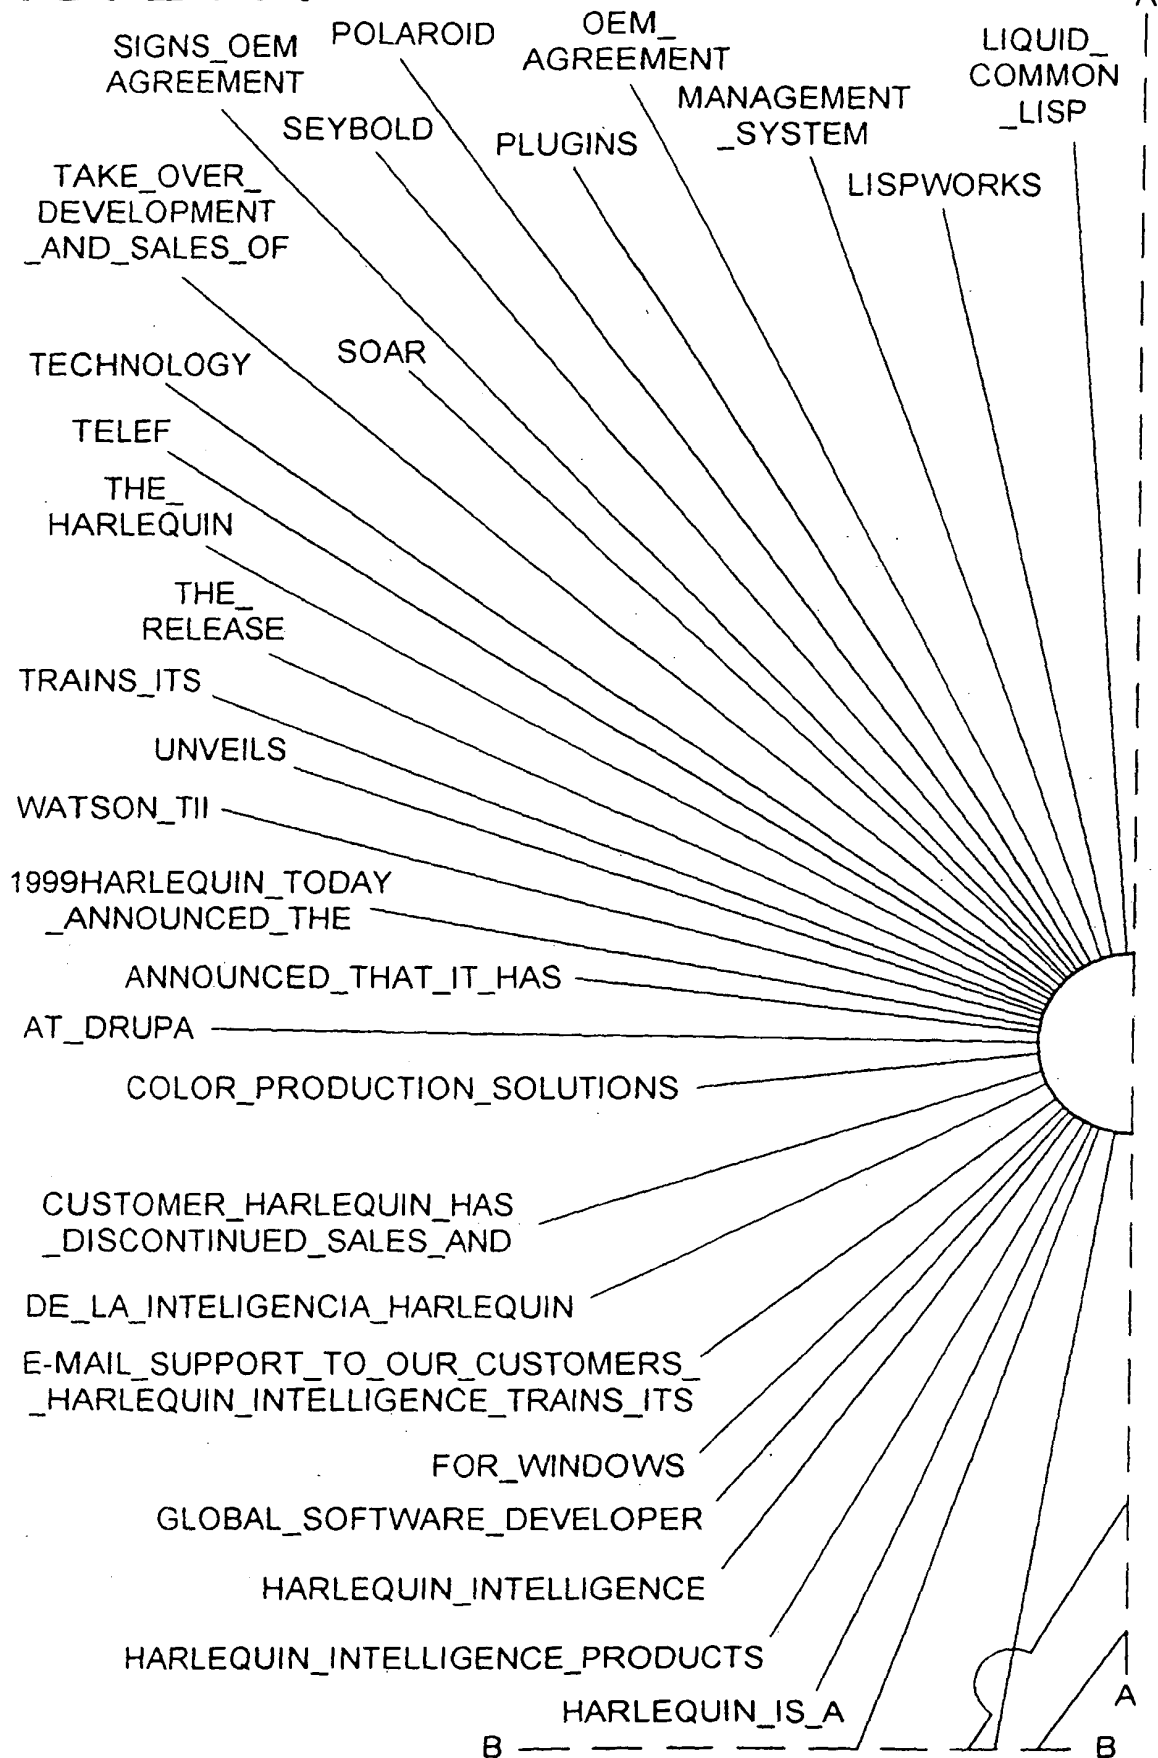 SIGNS_OEM
AGREEMENT
POLAROID
OEM_
AGREEMENT
LIQUID_
COMMON
_LISP
SEYBOLD
PLUGINS
MANAGEMENT
_SYSTEM
LISPWORKS
TAKE_OVER_
DEVELOPMENT
_AND_SALES_OF
TECHNOLOGY
SOAR
TELEF
THE_
HARLEQUIN
THE_
RELEASE
TRAINS_ITS
UNVEILS
WATSON_TII
1999HARLEQUIN_TODAY
_ANNOUNCED_THE
ANNOUNCED_THAT_IT_HAS
AT_DRUPA
COLOR_PRODUCTION_SOLUTIONS
CUSTOMER_HARLEQUIN_HAS
_DISCONTINUED_SALES_AND
DE_LA_INTELIGENCIA_HARLEQUIN
E-MAIL_SUPPORT_TO_OUR_CUSTOMERS_
_HARLEQUIN_INTELLIGENCE_TRAINS_ITS
FOR_WINDOWS
GLOBAL_SOFTWARE_DEVELOPER
HARLEQUIN_INTELLIGENCE
HARLEQUIN_INTELLIGENCE_PRODUCTS
HARLEQUIN_IS_A
A
B
B